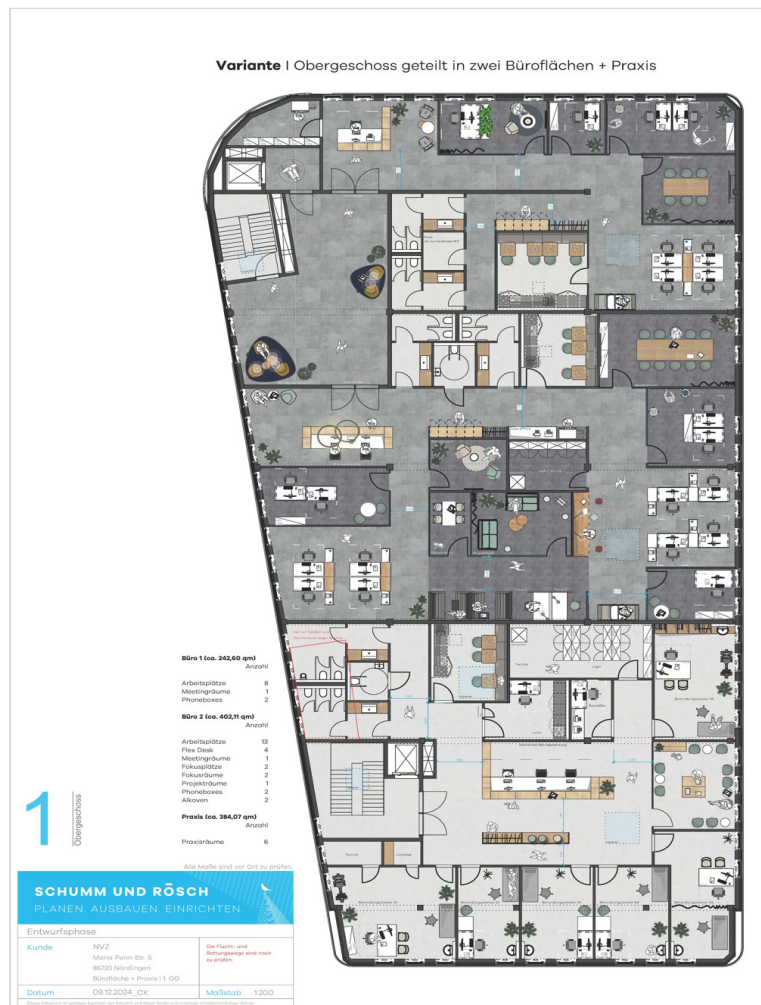 Variante I Obergeschoss geteilt in zwei Büroflächen + Praxis
Büro 1 (ca. 242,60 qm)
Anzahl
Arbeitsplätze 8
Meetingräume 1
Phoneboxes 2
Büro 2 (ca. 402,11 qm)
Anzahl
Arbeitsplätze 13
Flex Desk 4
Meetingräume 1
Fokusplätze 2
Fokusräume 2
Projekträume 1
Phoneboxes 2
Alkoven 2
Praxis (ca. 384,07 qm)
Anzahl
Praxisräume 6
1
Obergeschoss
Alle Maße sind vor Ort zu prüfen.
SCHUMM UND RÖSCH
PLANEN. AUSBAUEN. EINRICHTEN.
Entwurfsphase
Kunde
NVZ
Maria-Penn-Str. 5
86720 Nördlingen
Bürofläche + Praxis I 1. OG
Die Flucht- und
Rettungswege sind noch
zu prüfen.
Datum 09.12.2024_CK
Maßstab 1:200